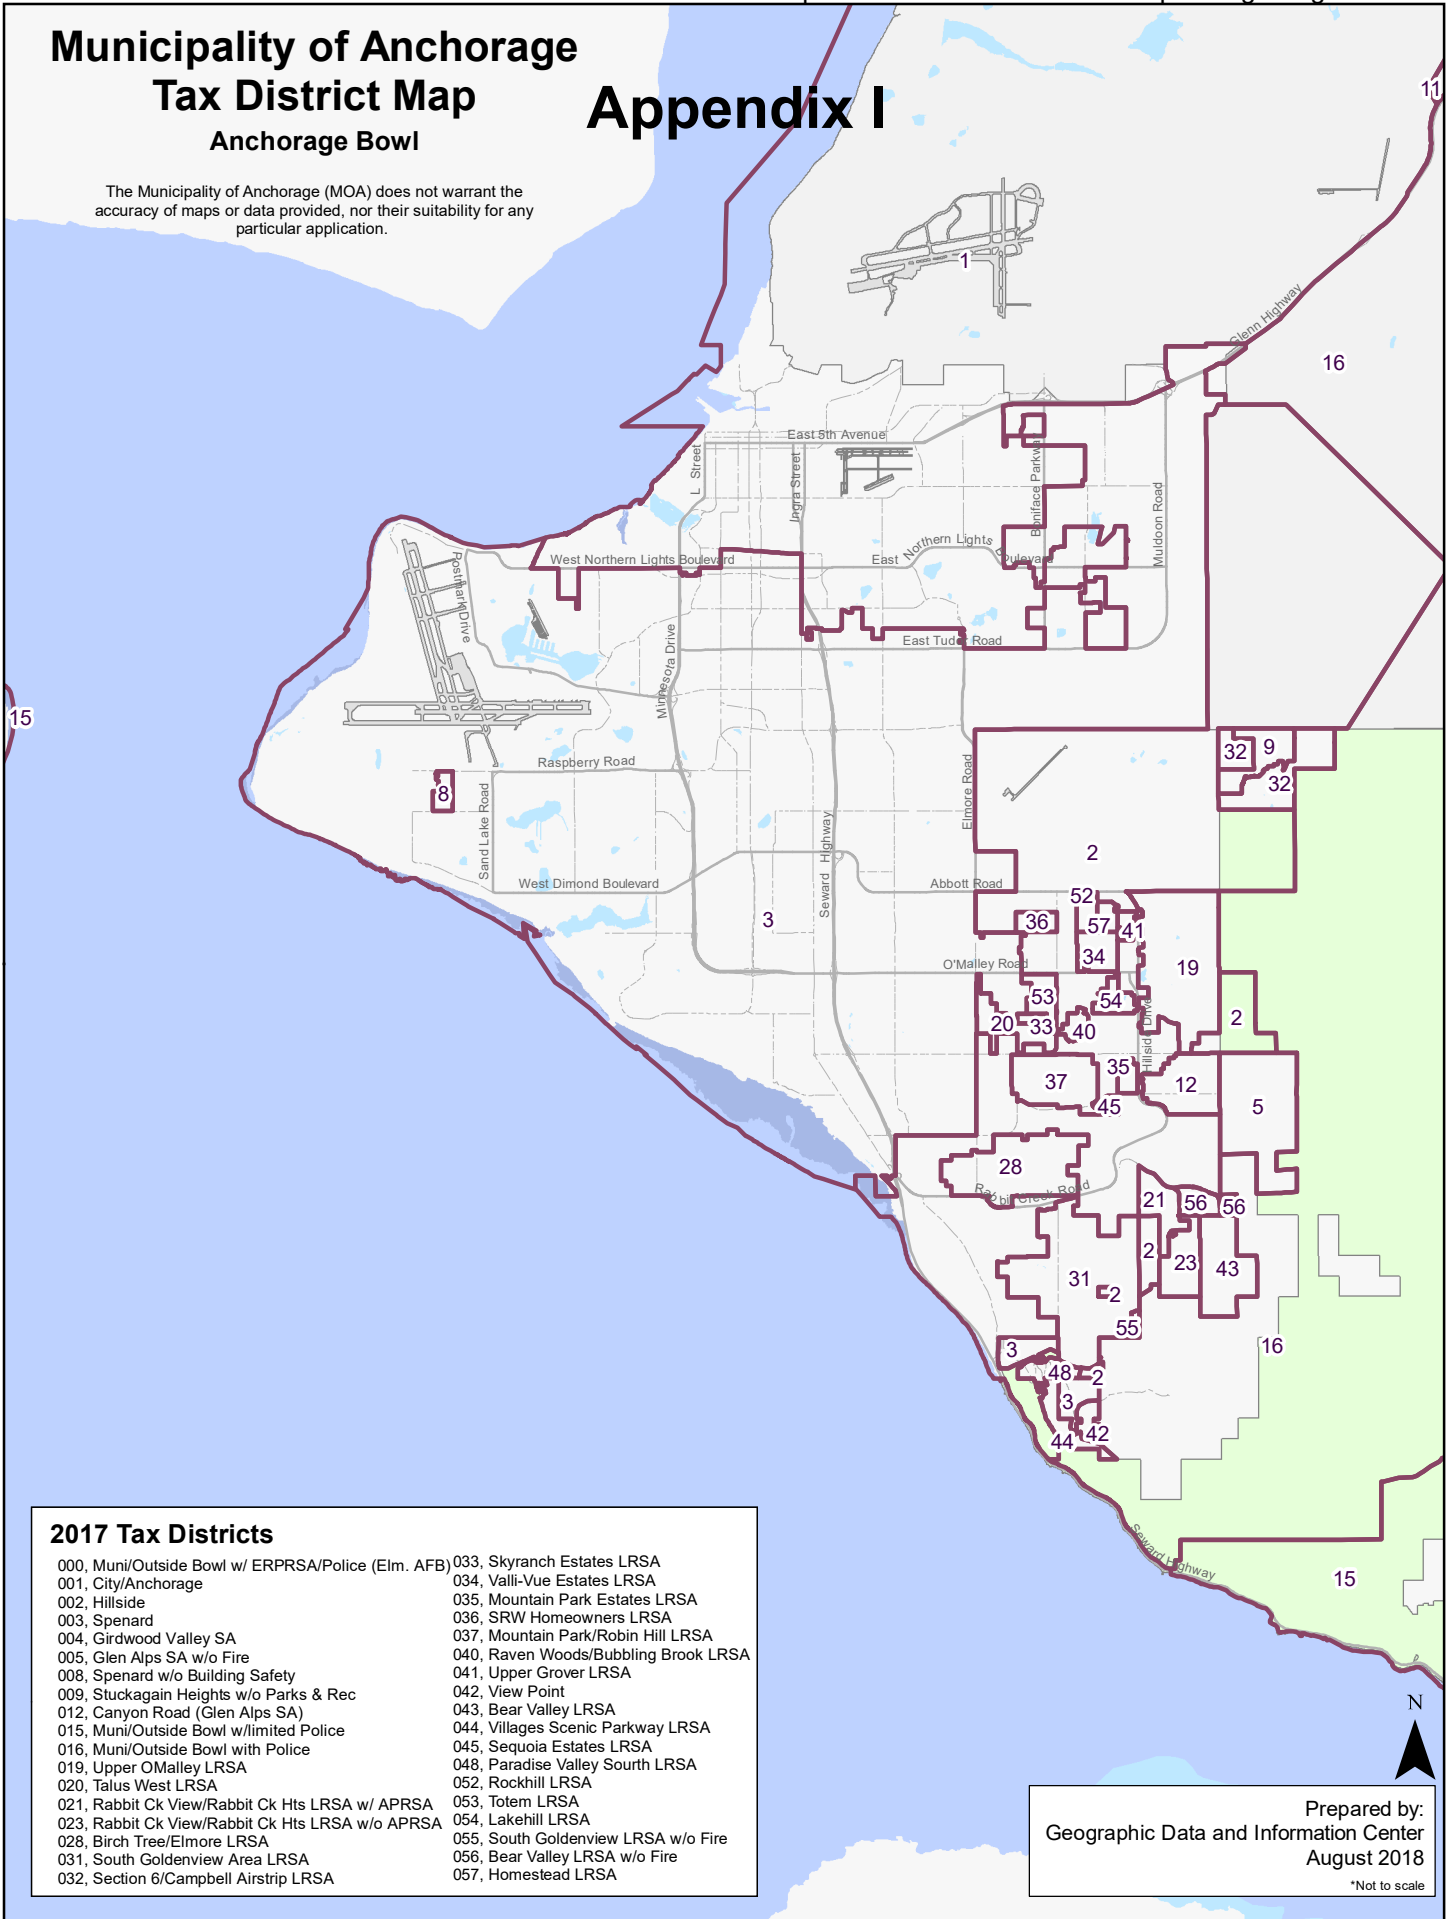 Municipality of Anchorage
Tax District Map
Anchorage Bowl
Appendix I
The Municipality of Anchorage (MOA) does not warrant the
accuracy of maps or data provided, nor their suitability for any
particular application.
11
1
Glenn Highway
16
East 5th Avenue
L Street
Ingra Street
Boniface Parkway
Muldoon Road
Northern Lights
West Northern Lights Boulevard
East
Boulevard
Postmark Drive
Minnesota Drive
East Tudor Road
15
32
9
32
Raspberry Road
8
Sand Lake Road
Elmore Road
Seward Highway
2
West Dimond Boulevard
Abbott Road
52
3
36
57
41
34
O'Malley Road
19
53
54
2
20
33
40
Hillside Drive
35
37
12
45
5
28
Rabbit Creek Road
21
56
56
2
31
23
43
2
55
3
16
48
2
3
42
44
Seward Highway
15
2017 Tax Districts
000, Muni/Outside Bowl w/ ERPRSA/Police (Elm. AFB)
001, City/Anchorage
002, Hillside
003, Spenard
004, Girdwood Valley SA
005, Glen Alps SA w/o Fire
008, Spenard w/o Building Safety
009, Stuckagain Heights w/o Parks & Rec
012, Canyon Road (Glen Alps SA)
015, Muni/Outside Bowl w/limited Police
016, Muni/Outside Bowl with Police
019, Upper OMalley LRSA
020, Talus West LRSA
021, Rabbit Ck View/Rabbit Ck Hts LRSA w/ APRSA
023, Rabbit Ck View/Rabbit Ck Hts LRSA w/o APRSA
028, Birch Tree/Elmore LRSA
031, South Goldenview Area LRSA
032, Section 6/Campbell Airstrip LRSA
033, Skyranch Estates LRSA
034, Valli-Vue Estates LRSA
035, Mountain Park Estates LRSA
036, SRW Homeowners LRSA
037, Mountain Park/Robin Hill LRSA
040, Raven Woods/Bubbling Brook LRSA
041, Upper Grover LRSA
042, View Point
043, Bear Valley LRSA
044, Villages Scenic Parkway LRSA
045, Sequoia Estates LRSA
048, Paradise Valley Sourth LRSA
052, Rockhill LRSA
053, Totem LRSA
054, Lakehill LRSA
055, South Goldenview LRSA w/o Fire
056, Bear Valley LRSA w/o Fire
057, Homestead LRSA
N
Prepared by:
Geographic Data and Information Center
August 2018
*Not to scale